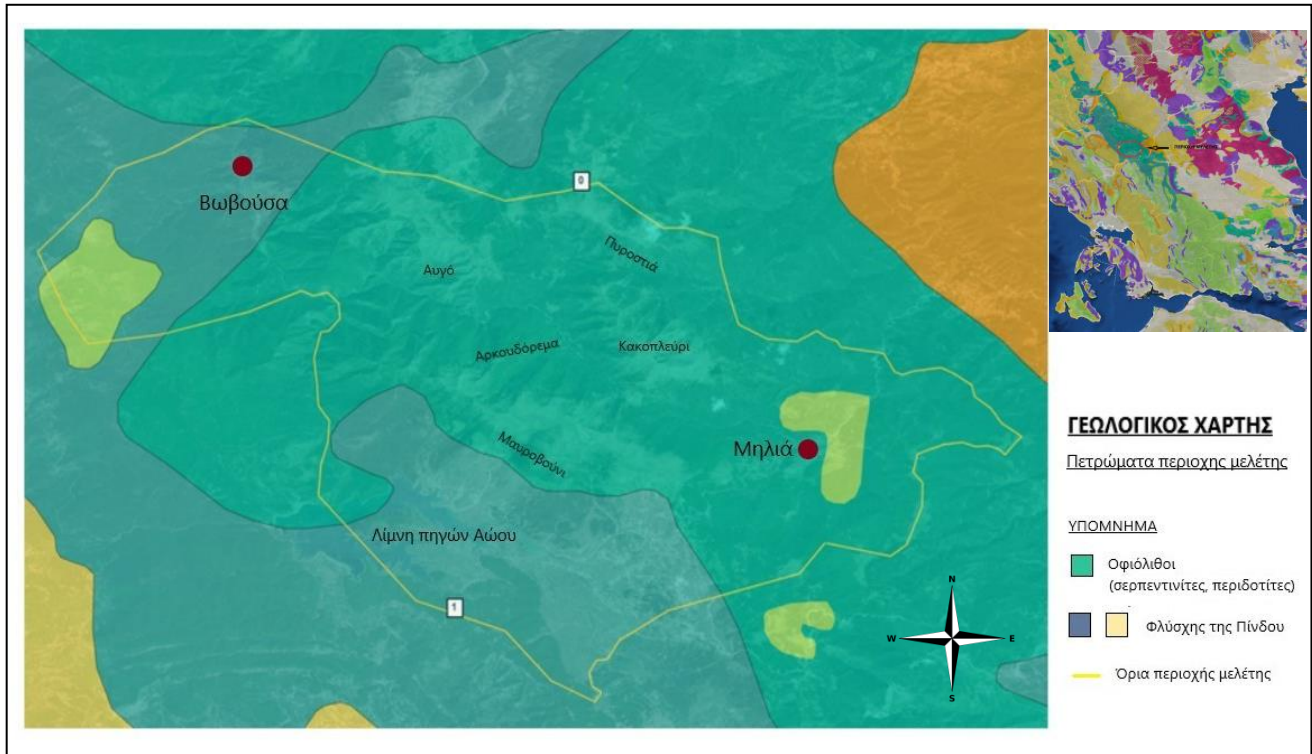 0
Βωβούσα
Πυροστιά
Αυγό
Αρκουδόρεμα
Κακοπλεύρι
Μαυροβούνι
Μηλιά
Λίμνη πηγών Αώου
1
N
W
E
S
ΓΕΩΛΟΓΙΚΟΣ ΧΑΡΤΗΣ
Πετρώματα περιοχης μελέτης
ΥΠΟΜΝΗΜΑ
Οφιόλιθοι
(σερπεντινίτες, περιδοτίτες)
Φλύσχης της Πίνδου
Όρια περιοχής μελέτης